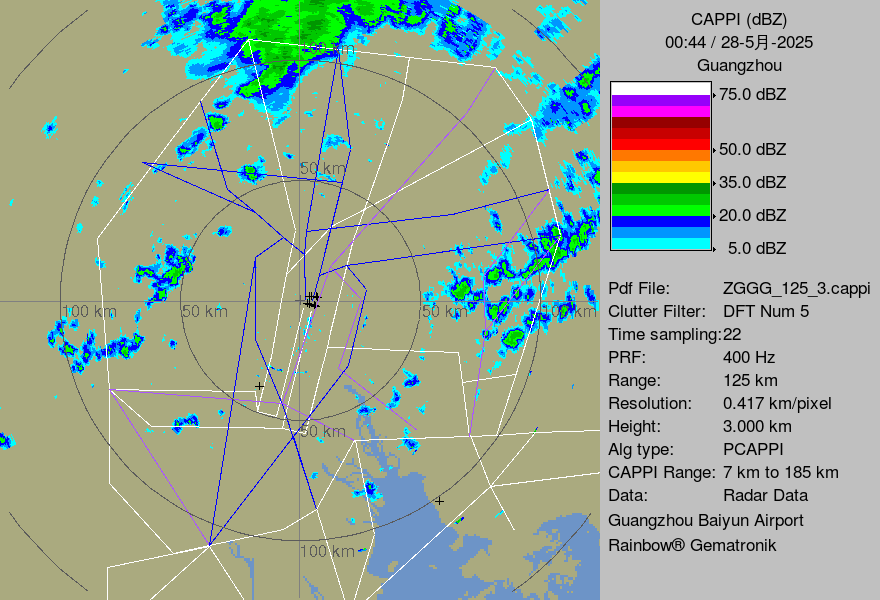 CAPPI (dBZ)
00:44 / 28-5月-2025
Guangzhou
75.0 dBZ
50.0 dBZ
35.0 dBZ
20.0 dBZ
5.0 dBZ
Pdf File: ZGGG_125_3.cappi
Clutter Filter: DFT Num 5
Time sampling:22
PRF: 400 Hz
Range: 125 km
Resolution: 0.417 km/pixel
Height: 3.000 km
Alg type: PCAPPI
CAPPI Range: 7 km to 185 km
Data: Radar Data
Guangzhou Baiyun Airport
Rainbow® Gematronik
100 km
50 km
100 km
50 km
50 km
100 km
50 km
100 km